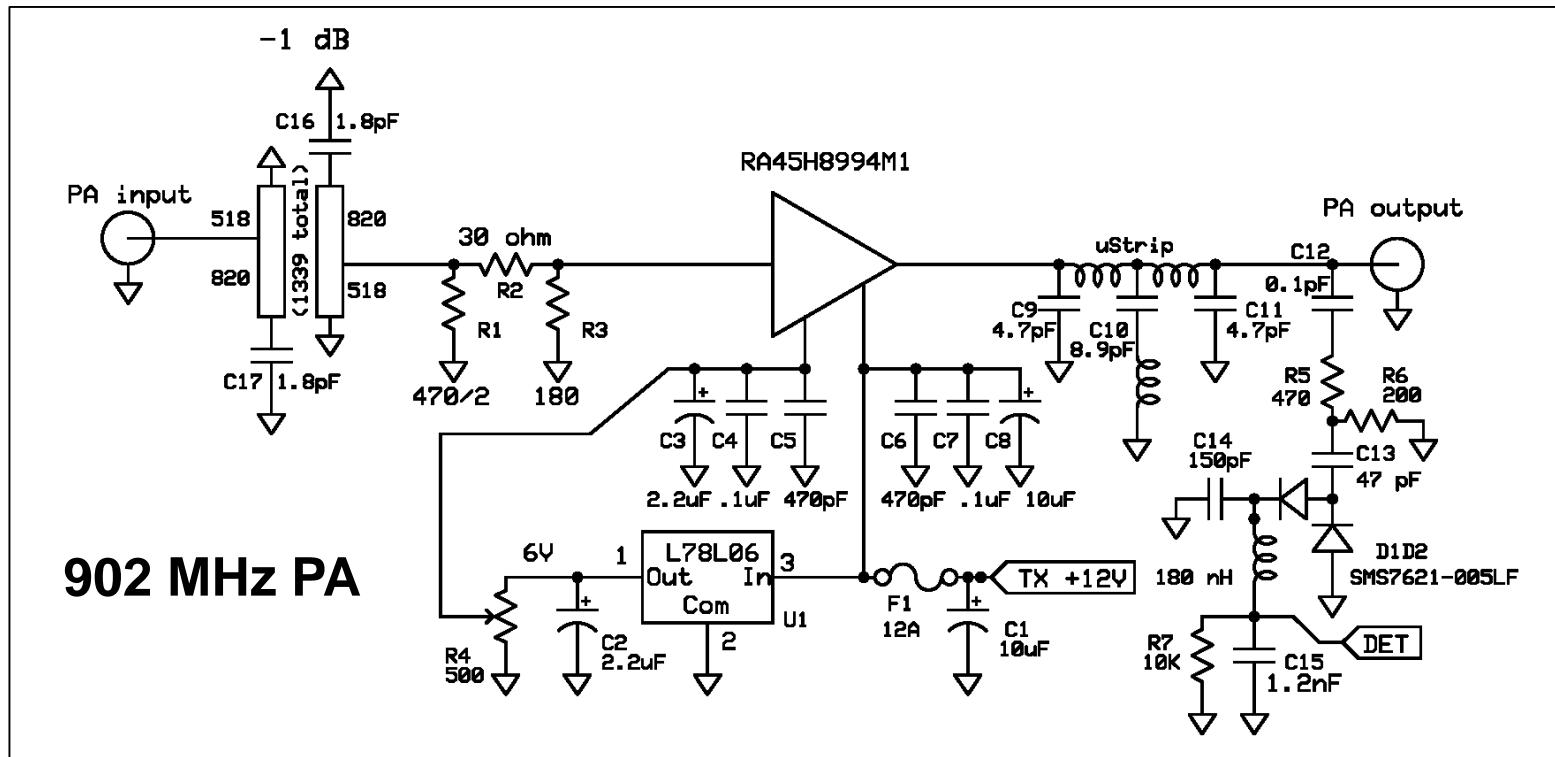 -1 dB
C16 1.8pF
RA45H8994M1
PA input
PA output
518
(1339 total)
820
820
518
30 ohm
R2
R1
R3
470/2
180
C17 1.8pF
uStrip
C12
0.1pF
C9
4.7pF
C10
8.9pF
C11
4.7pF
R5
470
R6
200
C3
C4
C5
C6
C7
C8
2.2uF
.1uF
470pF
470pF
.1uF
10uF
C14
150pF
C13
47 pF
902 MHz PA
6V
1
L78L06
Out
In
Com
3
2
U1
F1
12A
TX +12V
C1
10uF
C2
2.2uF
R4
500
180 nH
D1D2
SMS7621-005LF
R7
10K
C15
1.2nF
DET
+
+
+
+